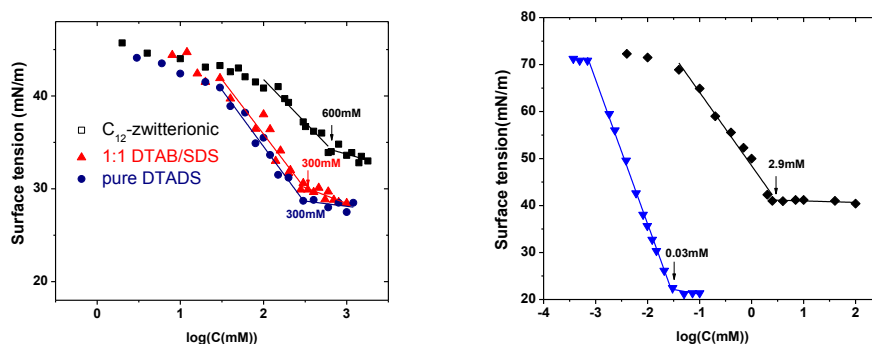 Surface tension (mN/m)
40
30
20
0
1
2
3
log(C(mM))
600mM
300mM
300mM
C12-zwitterionic
1:1 DTAB/SDS
pure DTADS
Surface tension(mN/m)
80
70
60
50
40
30
20
-4
-3
-2
-1
0
1
2
log(C(mM))
2.9mM
0.03mM